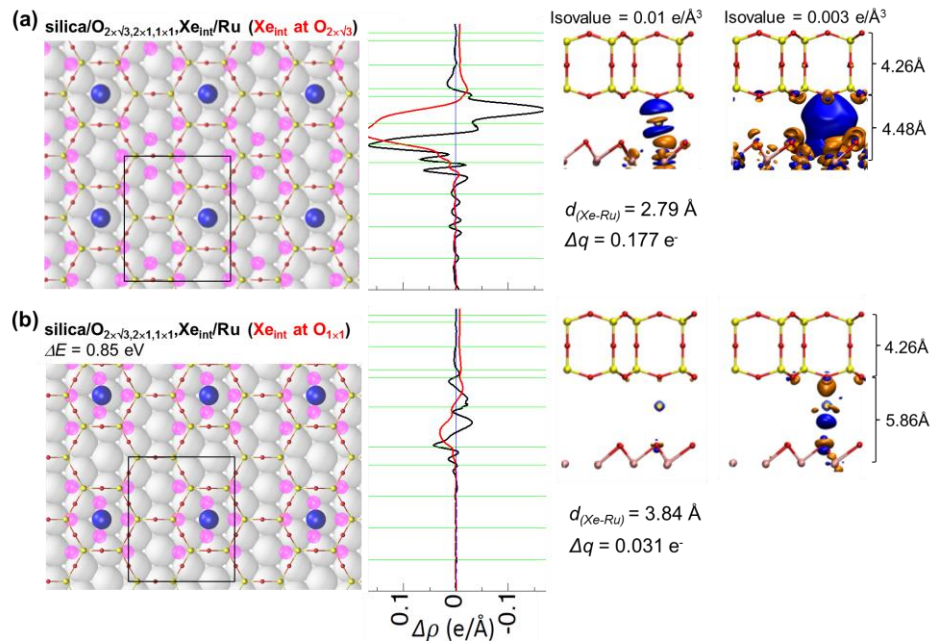 (a) silica/O2×√3,2×1,1×1,Xeint/Ru (Xeint at O2×√3)
Isovalue = 0.01 e/Å3 Isovalue = 0.003 e/Å3
4.26Å
4.48Å
d(Xe-Ru) = 2.79 Å
Δq = 0.177 e-
(b) silica/O2×√3,2×1,1×1,Xeint/Ru (Xeint at O1×1)
ΔE = 0.85 eV
4.26Å
5.86Å
d(Xe-Ru) = 3.84 Å
Δq = 0.031 e-
0.1 0 -0.1
Δρ (e/Å)